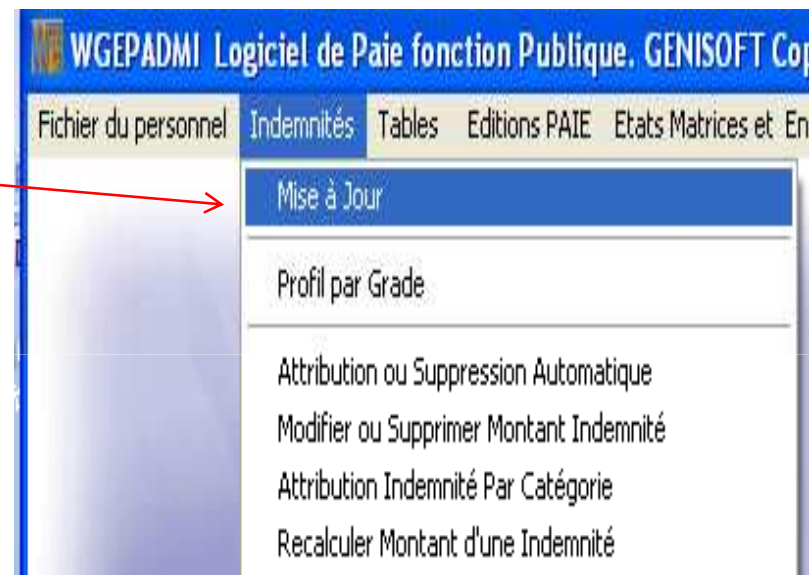 WGEPADMI Logiciel de Paie fonction Publique. GENISOFT Cop
Fichier du personnel Indemnités Tables Editions PAIE Etats Matrices et En
Mise à Jour
Profil par Grade
Attribution ou Suppression Automatique
Modifier ou Supprimer Montant Indemnité
Attribution Indemnité Par Catégorie
Recalculer Montant d'une Indemnité